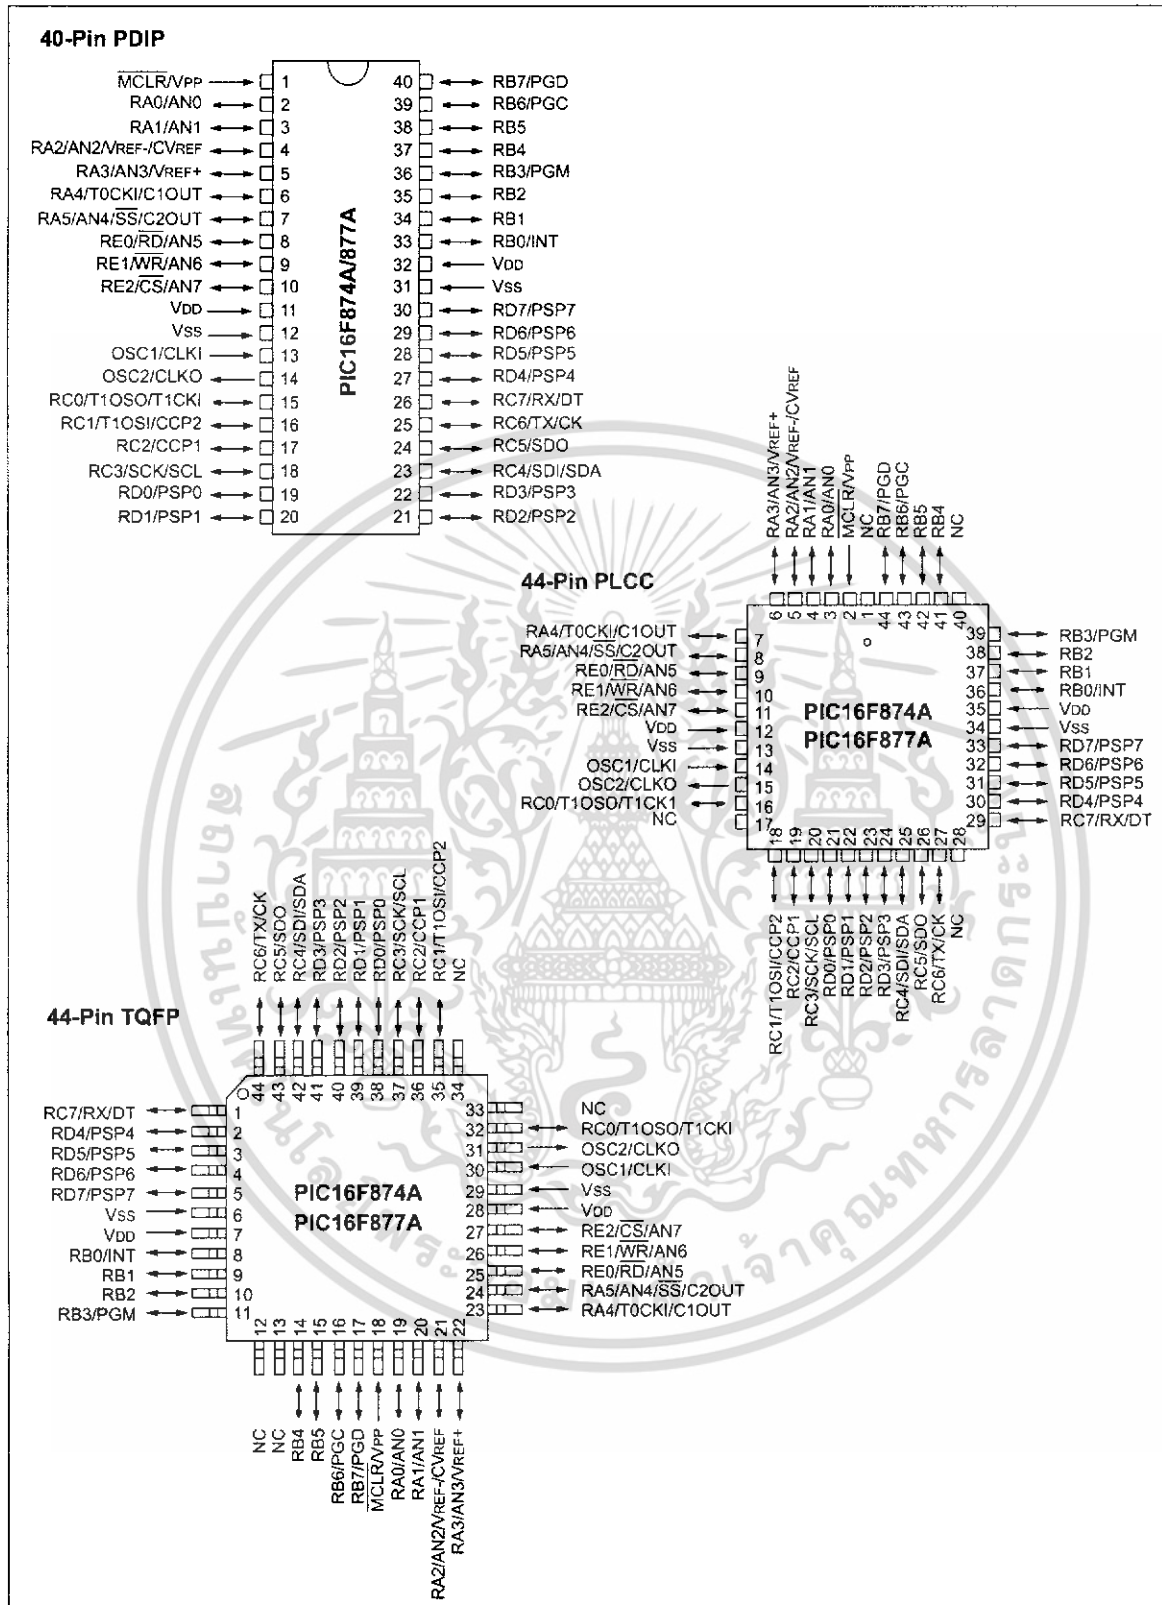 40-Pin PDIP
MCLR/VPP 1 40 RB7/PGD
RA0/AN0 2 39 RB6/PGC
RA1/AN1 3 38 RB5
RA2/AN2/VREF-/CVREF 4 37 RB4
RA3/AN3/VREF+ 5 36 RB3/PGM
RA4/T0CKI/C1OUT 6 35 RB2
RA5/AN4/SS/C2OUT 7 34 RB1
RE0/RD/AN5 8 33 RB0/INT
RE1/WR/AN6 9 32 VDD
RE2/CS/AN7 10 31 VSS
VDD 11 30 RD7/PSP7
VSS 12 29 RD6/PSP6
OSC1/CLKI 13 28 RD5/PSP5
OSC2/CLKO 14 27 RD4/PSP4
RC0/T1OSO/T1CKI 15 26 RC7/RX/DT
RC1/T1OSI/CCP2 16 25 RC6/TX/CK
RC2/CCP1 17 24 RC5/SDO
RC3/SCK/SCL 18 23 RC4/SDI/SDA
RD0/PSP0 19 22 RD3/PSP3
RD1/PSP1 20 21 RD2/PSP2
PIC16F874A/877A
44-Pin PLCC
RA3/AN3/VREF+
RA2/AN2/VREF-/CVREF
RA1/AN1
RA0/AN0
MCLR/VPP
NC
RB7/PGD
RB6/PGC
RB5
RB4
NC
6 5 4 3 2 1 44 43 42 41 40
RA4/T0CKI/C1OUT 7
RA5/AN4/SS/C2OUT 8
RE0/RD/AN5 9
RE1/WR/AN6 10
RE2/CS/AN7 11
VDD 12
VSS 13
OSC1/CLKI 14
OSC2/CLKO 15
RC0/T1OSO/T1CK1 16
NC 17
PIC16F874A
PIC16F877A
39 RB3/PGM
38 RB2
37 RB1
36 RB0/INT
35 VDD
34 VSS
33 RD7/PSP7
32 RD6/PSP6
31 RD5/PSP5
30 RD4/PSP4
29 RC7/RX/DT
18 19 20 21 22 23 24 25 26 27 28
RC1/T1OSI/CCP2
RC2/CCP1
RC3/SCK/SCL
RD0/PSP0
RD1/PSP1
RD2/PSP2
RD3/PSP3
RC4/SDI/SDA
RC5/SDO
RC6/TX/CK
NC
44-Pin TQFP
RC6/TX/CK
RC5/SDO
RC4/SDI/SDA
RD3/PSP3
RD2/PSP2
RD1/PSP1
RD0/PSP0
RC3/SCK/SCL
RC2/CCP1
RC1/T1OSI/CCP2
NC
44 43 42 41 40 39 38 37 36 35 34
RC7/RX/DT 1
RD4/PSP4 2
RD5/PSP5 3
RD6/PSP6 4
RD7/PSP7 5
VSS 6
VDD 7
RB0/INT 8
RB1 9
RB2 10
RB3/PGM 11
PIC16F874A
PIC16F877A
33 NC
32 RC0/T1OSO/T1CKI
31 OSC2/CLKO
30 OSC1/CLKI
29 VSS
28 VDD
27 RE2/CS/AN7
26 RE1/WR/AN6
25 RE0/RD/AN5
24 RA5/AN4/SS/C2OUT
23 RA4/T0CKI/C1OUT
12 13 14 15 16 17 18 19 20 21 22
NC
NC
RB4
RB5
RB6/PGC
RB7/PGD
MCLR/VPP
RA0/AN0
RA1/AN1
RA2/AN2/VREF-/CVREF
RA3/AN3/VREF+